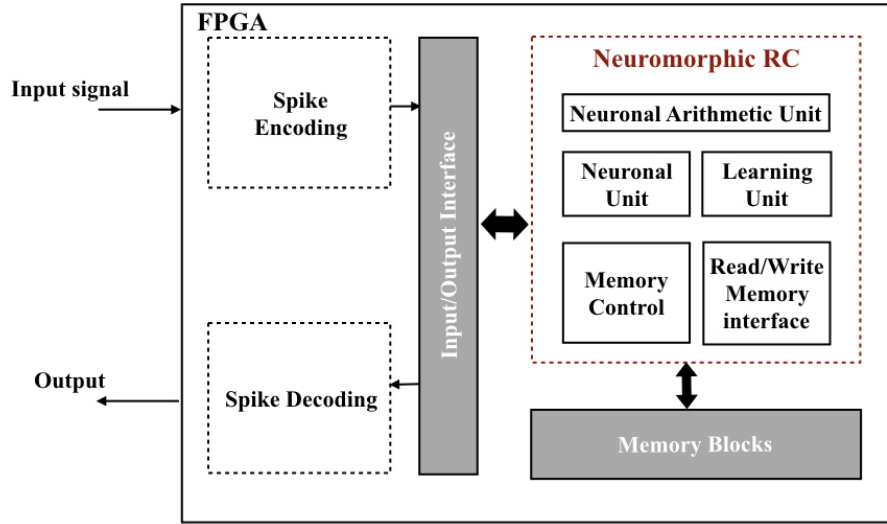 FPGA
Input signal
Spike
Encoding
Input/Output Interface
Neuromorphic RC
Neuronal Arithmetic Unit
Neuronal
Unit
Learning
Unit
Memory
Control
Read/Write
Memory
interface
Output
Spike Decoding
Memory Blocks